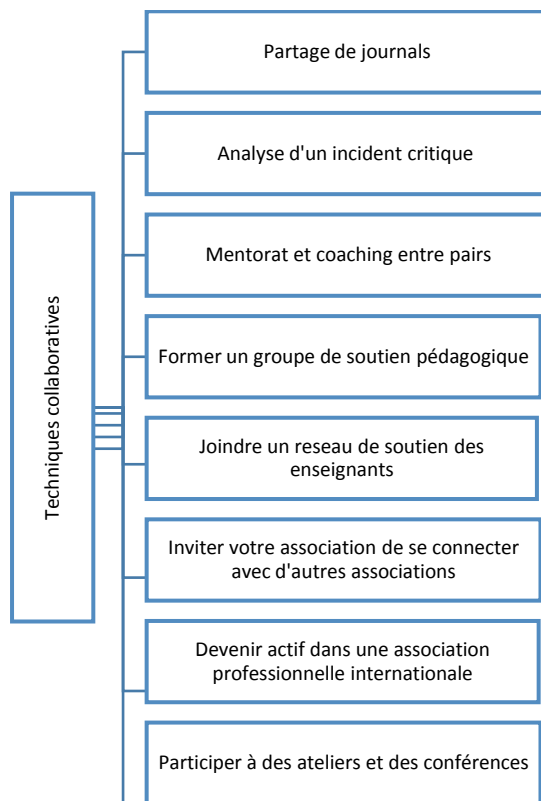 Techniques collaboratives
Partage de journals
Analyse d'un incident critique
Mentorat et coaching entre pairs
Former un groupe de soutien pédagogique
Joindre un reseau de soutien des
enseignants
Inviter votre association de se connecter
avec d'autres associations
Devenir actif dans une association
professionnelle internationale
Participer à des ateliers et des conférences